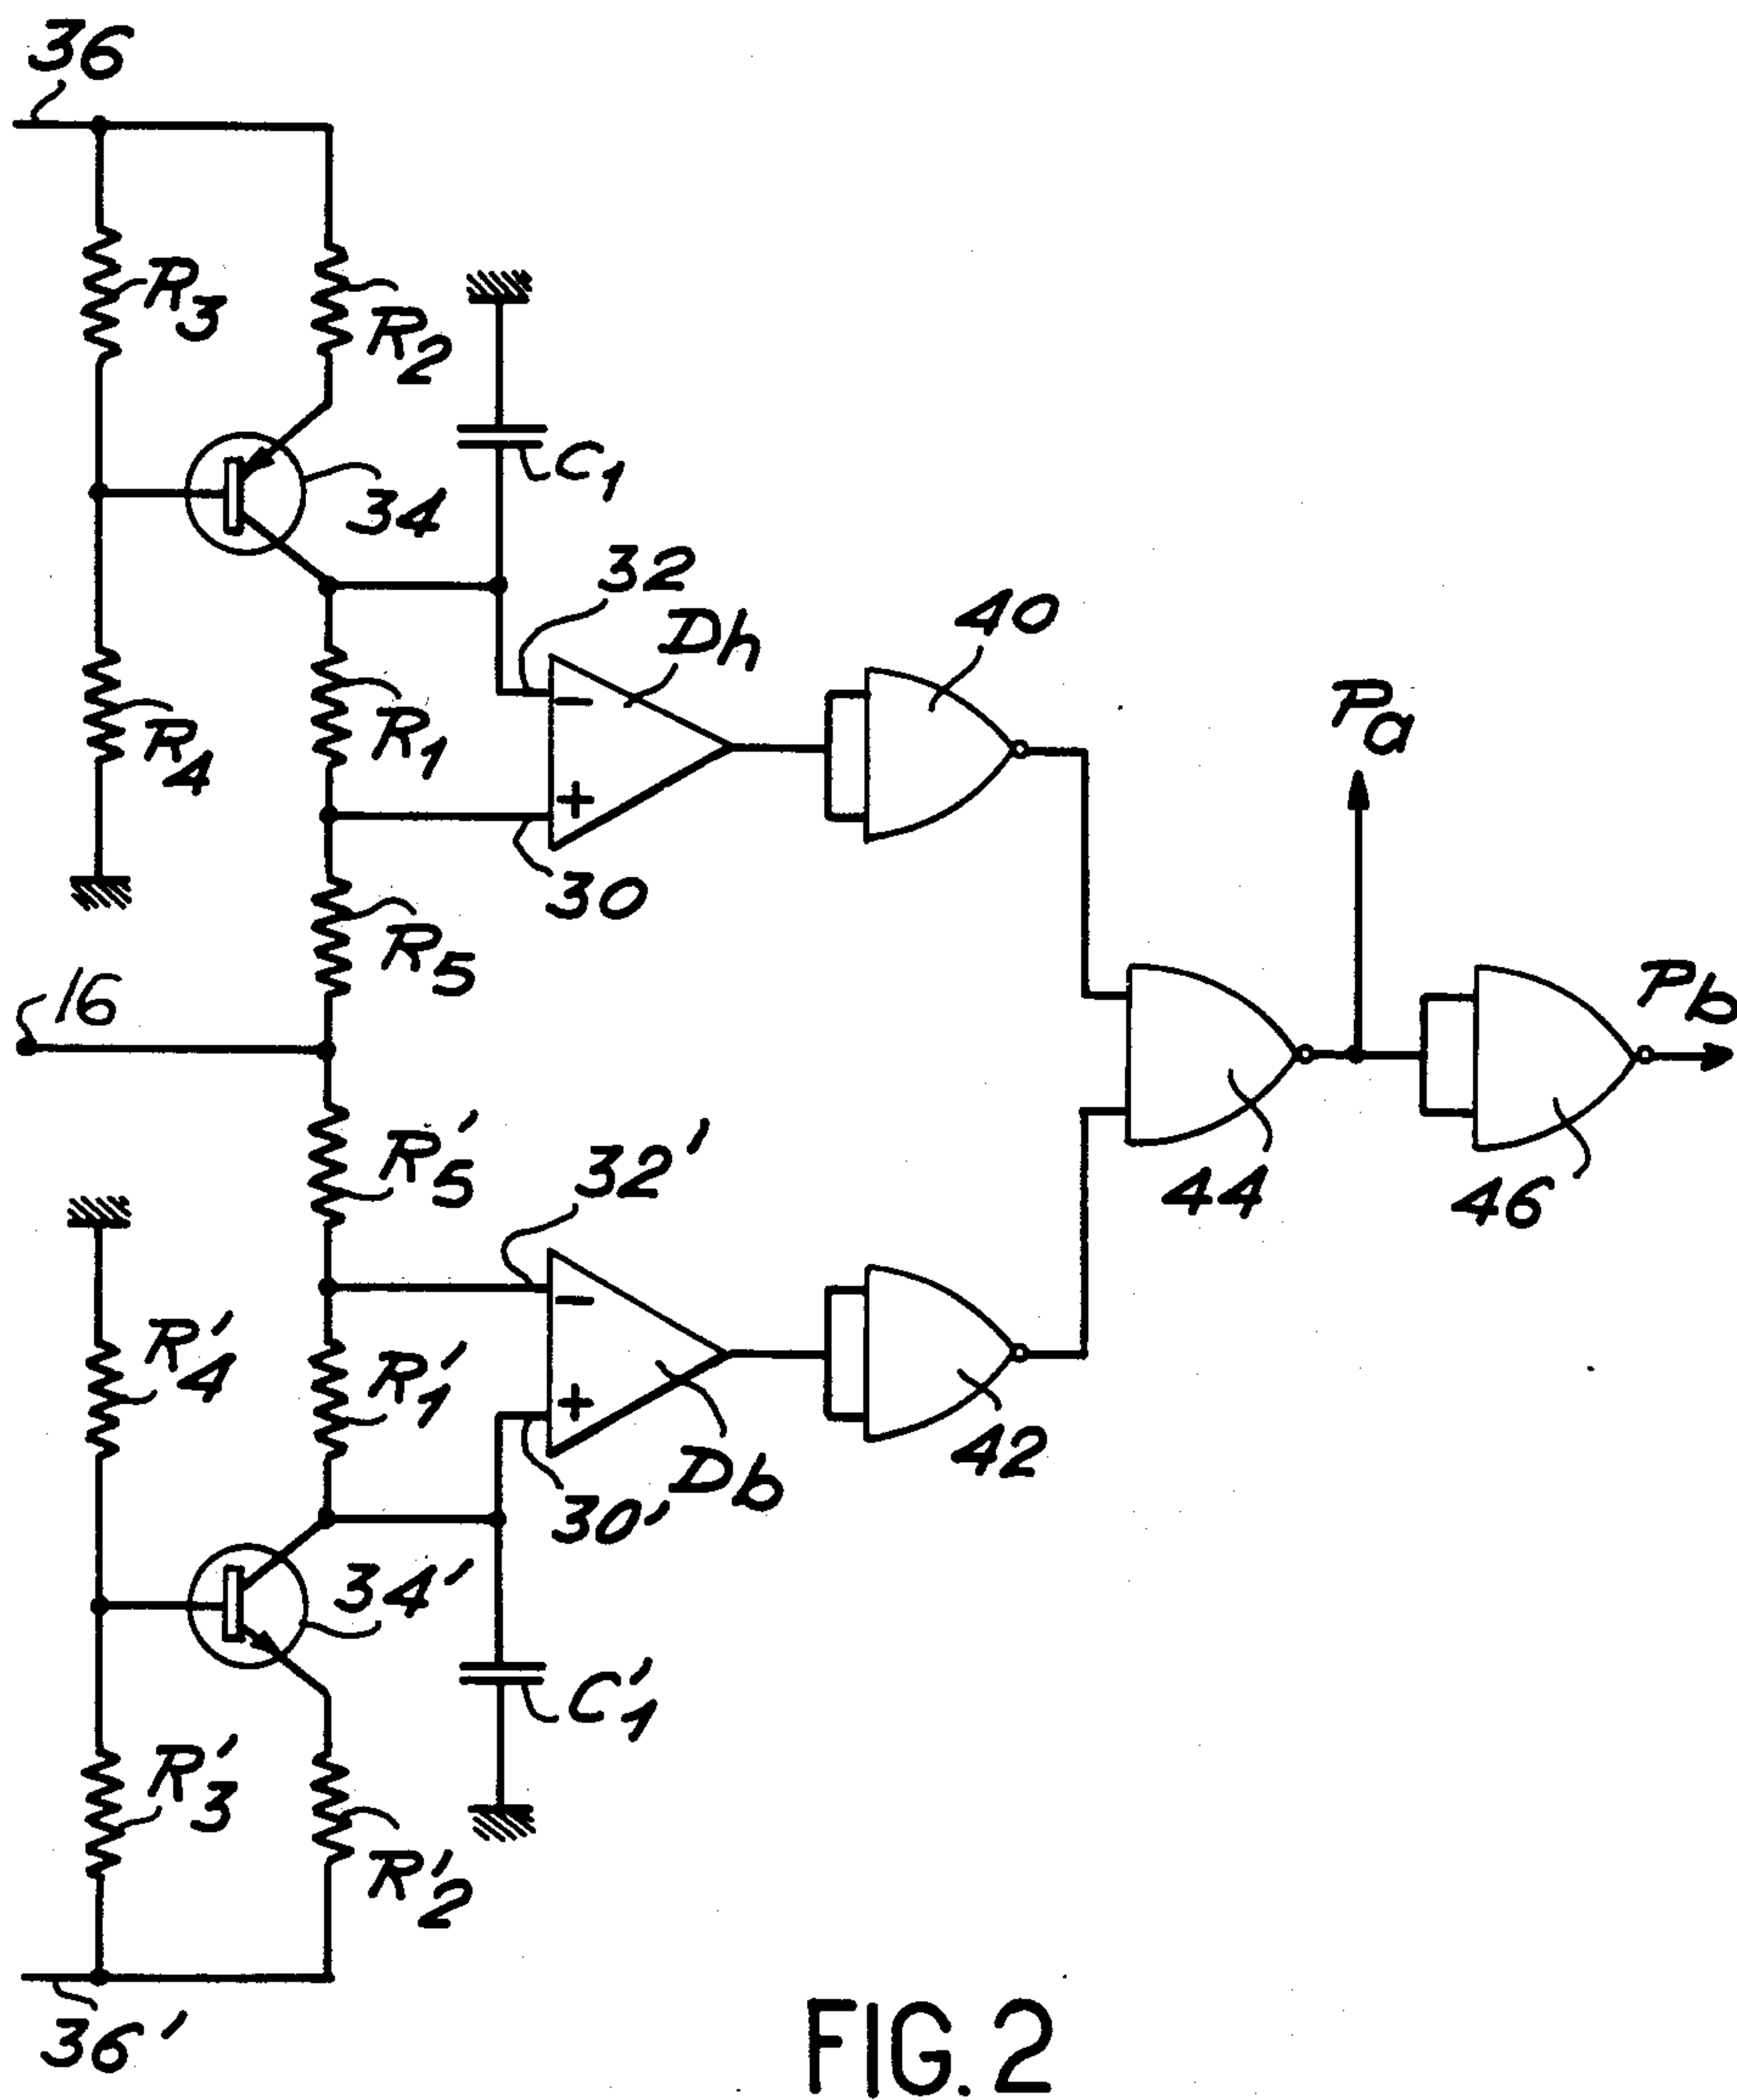 36
R3
R2
C1
34
32
Dh
40
R4
R1
Pa
−
+
30
R5
16
Pb
R'5
32'
44
46
R'4
−
R'1
+
42
Db
30'
34'
C'1
R'3
R'2
36'
FIG. 2